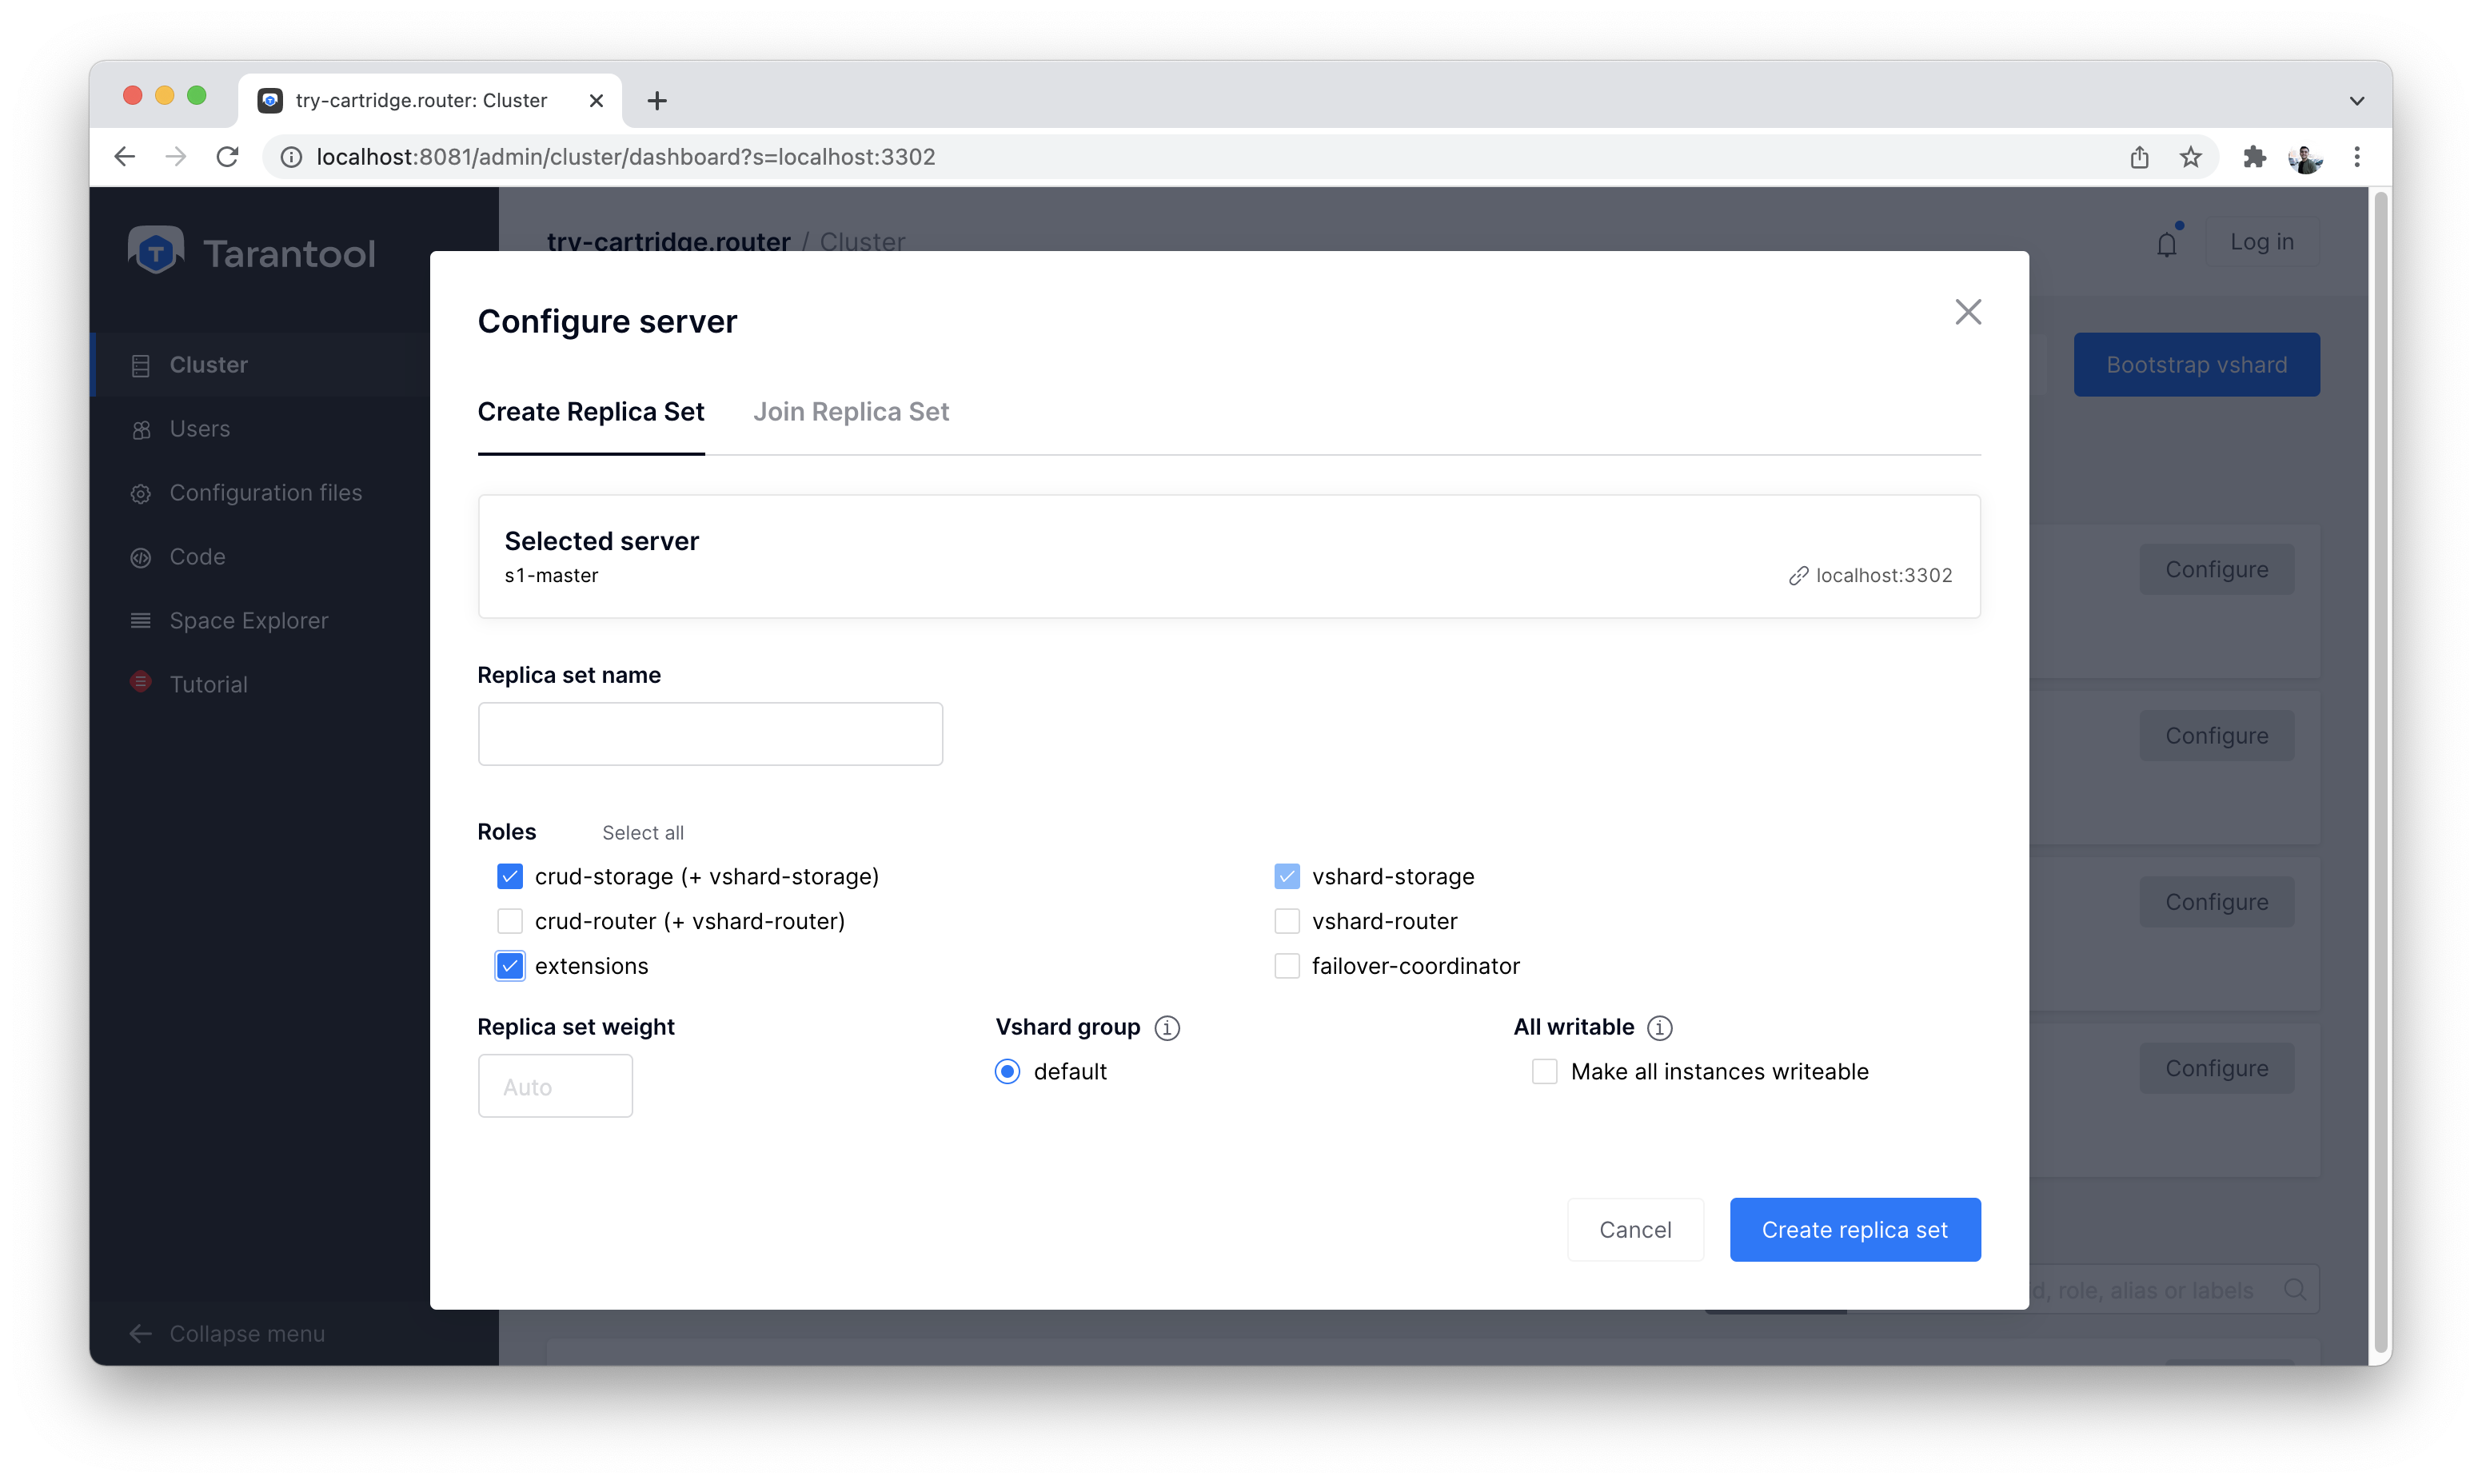 try-cartridge.router: Cluster
localhost:8081/admin/cluster/dashboard?s=localhost:3302
Tarantool
try-cartridge.router / Cluster
Log in
Cluster
Users
Configuration files
Code
Space Explorer
Tutorial
Collapse menu
Bootstrap vshard
Configure server
Create Replica Set
Join Replica Set
Selected server
s1-master
localhost:3302
Replica set name
Roles
Select all
crud-storage (+ vshard-storage)
vshard-storage
crud-router (+ vshard-router)
vshard-router
extensions
failover-coordinator
Replica set weight
Auto
Vshard group
default
All writable
Make all instances writeable
Cancel
Create replica set
Configure
Configure
Configure
Configure
role, alias or labels